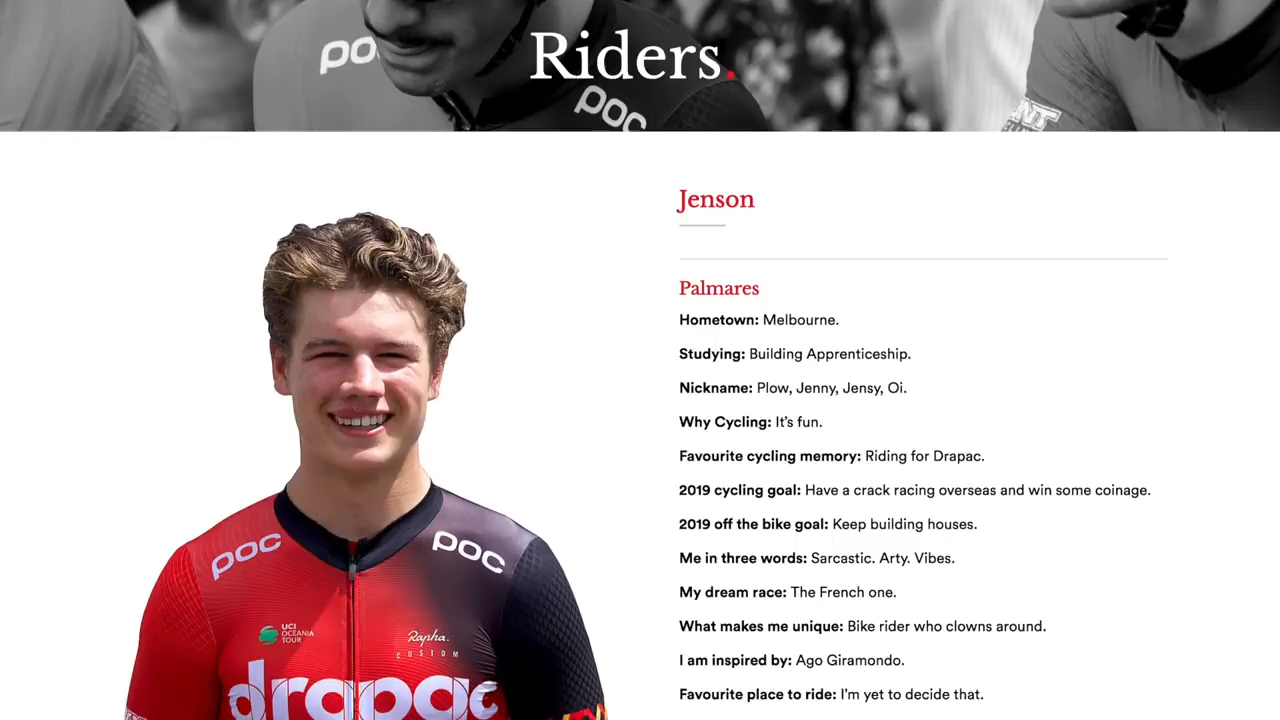 poc
Riders.
poc
Jenson
Palmares
Hometown: Melbourne.
Studying: Building Apprenticeship.
Nickname: Plow, Jenny, Jensy, Oi.
Why Cycling: It's fun.
Favourite cycling memory: Riding for Drapac.
2019 cycling goal: Have a crack racing overseas and win some coinage.
2019 off the bike goal: Keep building houses.
Me in three words: Sarcastic. Arty. Vibes.
My dream race: The French one.
What makes me unique: Bike rider who clowns around.
I am inspired by: Ago Giramondo.
Favourite place to ride: I'm yet to decide that.
poc
poc
UCI
OCEANIA
TOUR
Rapha.
CUSTOM
drapac